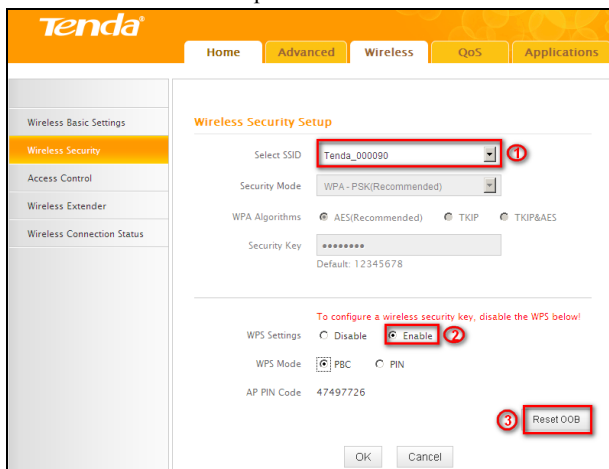 Tenda®
Home Advanced Wireless QoS Applications
Wireless Basic Settings
Wireless Security
Access Control
Wireless Extender
Wireless Connection Status
Wireless Security Setup
Select SSID Tenda_000090 ①
Security Mode WPA-PSK(Recommended)
WPA Algorithms AES(Recommended) TKIP TKIP&AES
Security Key ●●●●●●●●
Default: 12345678
To configure a wireless security key, disable the WPS below!
WPS Settings Disable Enable ②
WPS Mode PBC PIN
AP PIN Code 47497726
③ Reset OOB
OK Cancel